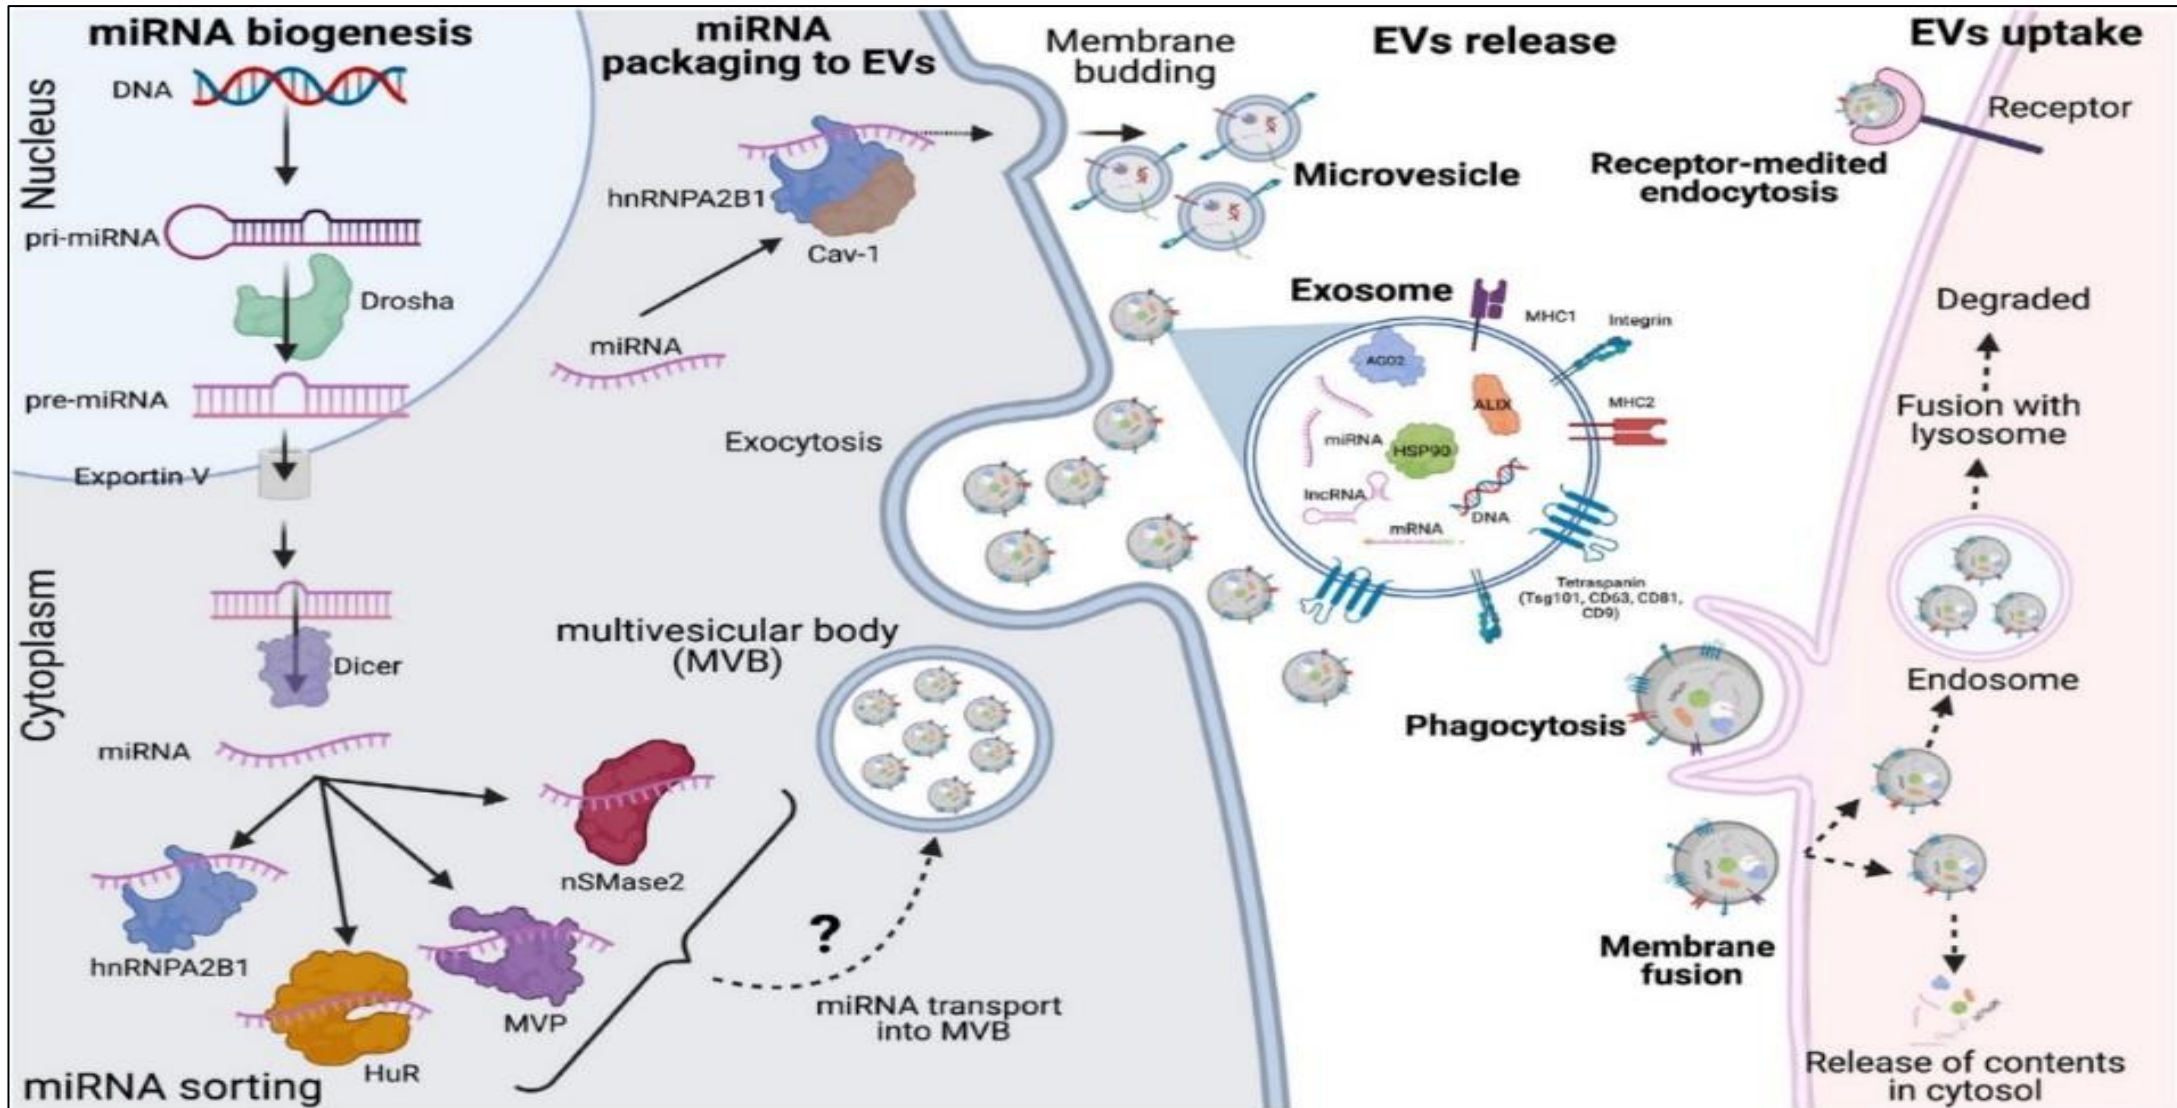 miRNA biogenesis
DNA
Nucleus
pri-miRNA
Drosha
pre-miRNA
Exportin V
Cytoplasm
Dicer
miRNA
hnRNPA2B1
HuR
MVP
nSMase2
miRNA sorting
miRNA
packaging to EVs
hnRNPA2B1
Cav-1
miRNA
Exocytosis
multivesicular body
(MVB)
?
miRNA transport
into MVB
Membrane
budding
EVs release
Microvesicle
Exosome
MHC1
Integrin
MHC2
AGO2
ALIX
miRNA
HSP90
lncRNA
mRNA
DNA
Tetraspanin
(Tsg101, CD63, CD81,
CD9)
EVs uptake
Receptor
Receptor-medited
endocytosis
Degraded
Fusion with
lysosome
Endosome
Phagocytosis
Membrane
fusion
Release of contents
in cytosol